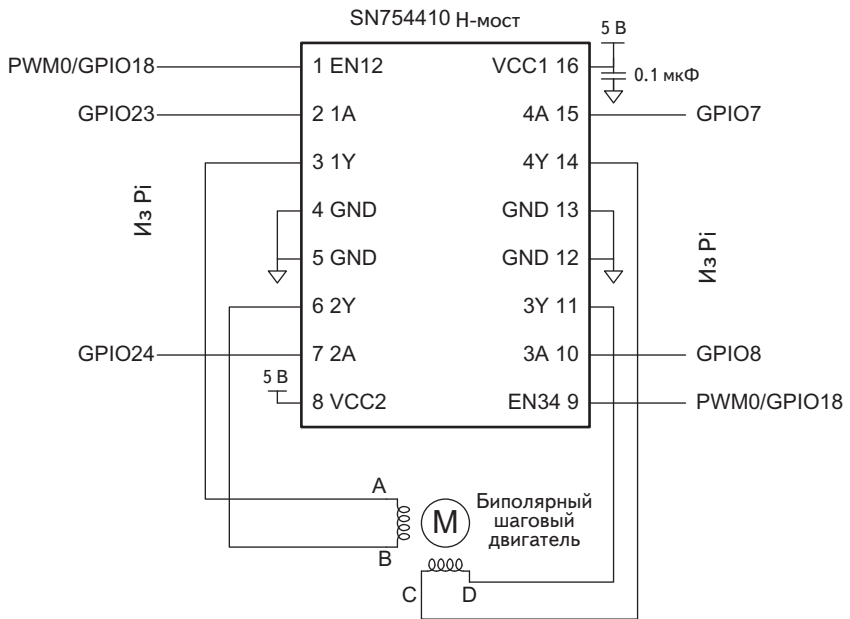 SN754410 Н-мост
5 В
PWM0/GPIO18
1 EN12
VCC1 16
0.1 мкФ
GPIO23
2 1A
4A 15
GPIO7
3 1Y
4Y 14
Из Pi
4 GND
GND 13
5 GND
GND 12
Из Pi
6 2Y
3Y 11
GPIO24
7 2A
3A 10
GPIO8
5 В
8 VCC2
EN34 9
PWM0/GPIO18
A
M
B
Биполярный
шаговый
двигатель
C
D